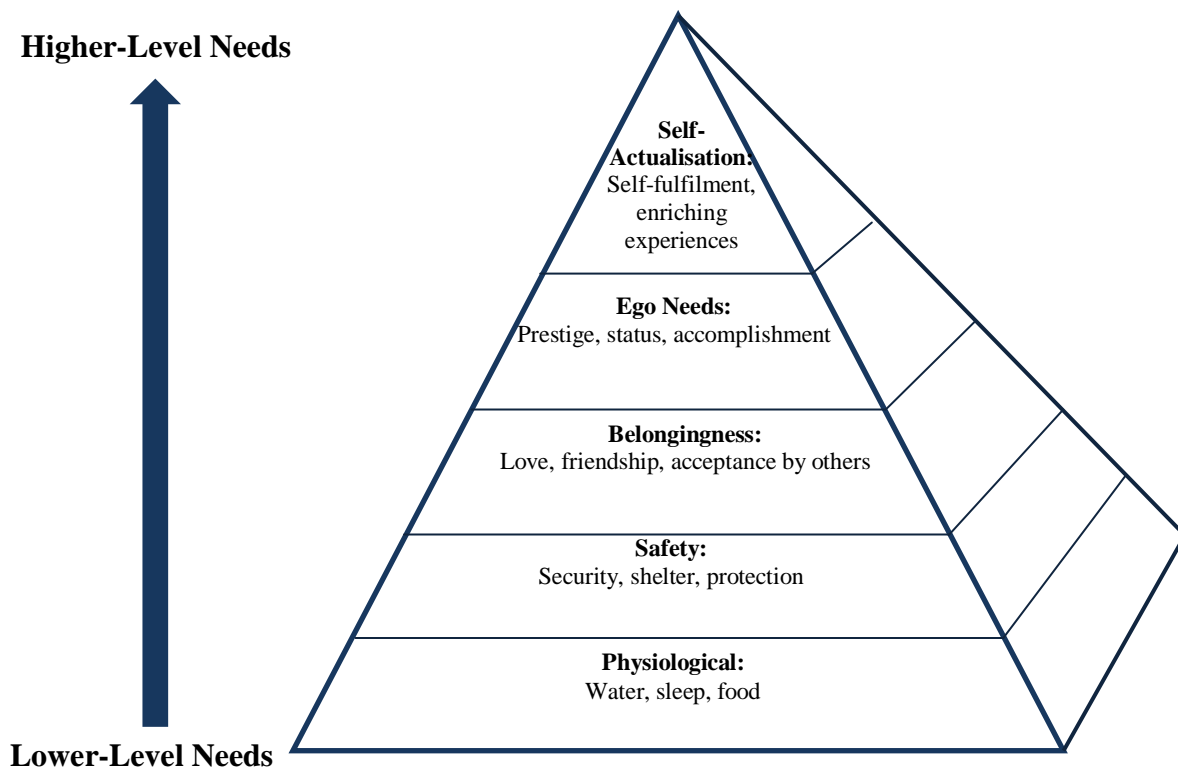 Higher-Level Needs
Self-
Actualisation:
Self-fulfilment,
enriching
experiences
Ego Needs:
Prestige, status, accomplishment
Belongingness:
Love, friendship, acceptance by others
Safety:
Security, shelter, protection
Physiological:
Water, sleep, food
Lower-Level Needs